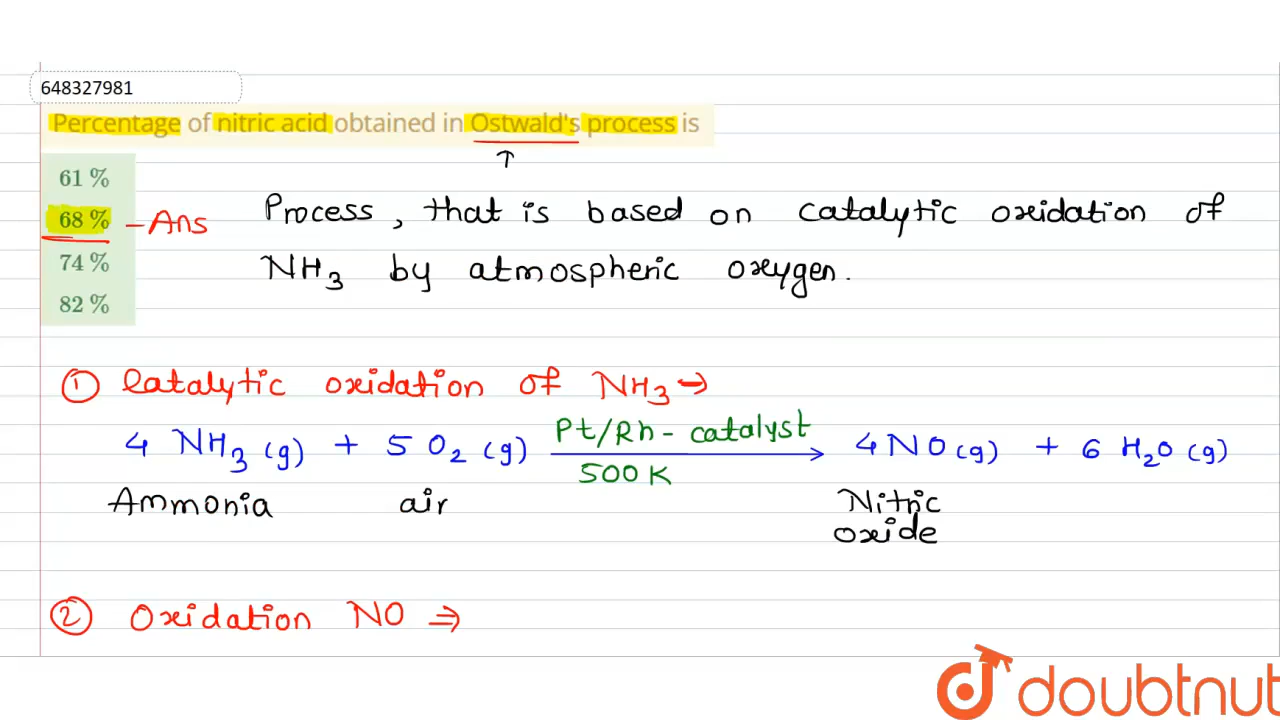 648327981
Percentage of nitric acid obtained in Ostwald's process is
61 %
68 % - Ans
74 %
82 %
Process, that is based on catalytic oxidation of
NH3 by atmospheric oxygen.
① Catalytic oxidation of NH3 →
4 NH3 (g) + 5 O2 (g) Pt/Rh - catalyst 500K → 4 NO (g) + 6 H2O (g)
Ammonia air Nitric oxide
② Oxidation NO ⇒
doubtnut